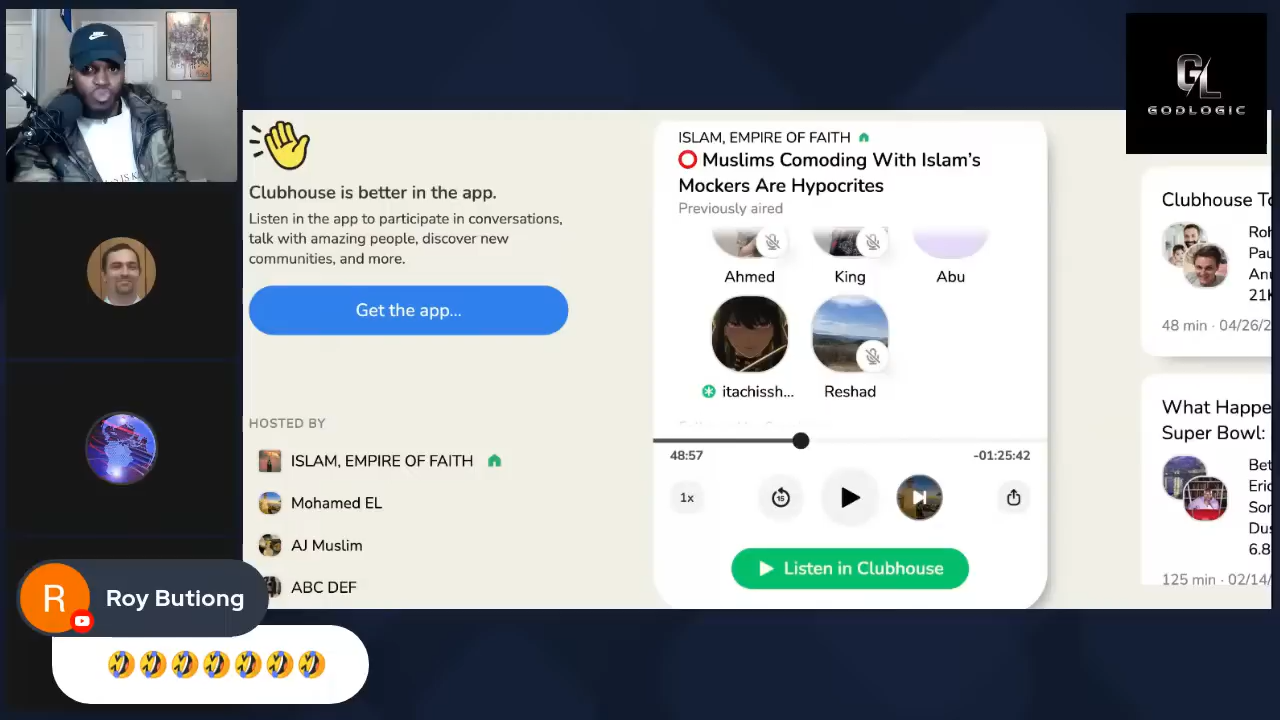 GL
GODLOGIC
Clubhouse is better in the app.
Listen in the app to participate in conversations,
talk with amazing people, discover new
communities, and more.
Get the app...
HOSTED BY
ISLAM, EMPIRE OF FAITH
Mohamed EL
AJ Muslim
ABC DEF
ISLAM, EMPIRE OF FAITH
⭕ Muslims Comoding With Islam's
Mockers Are Hypocrites
Previously aired
Ahmed
King
Abu
itachissh...
Reshad
48:57
-01:25:42
1x
15
Listen in Clubhouse
Clubhouse
48 min · 04/26/2
What Happe
Super Bowl:
125 min · 02/14/
R
Roy Butiong
🤣🤣🤣🤣🤣🤣🤣